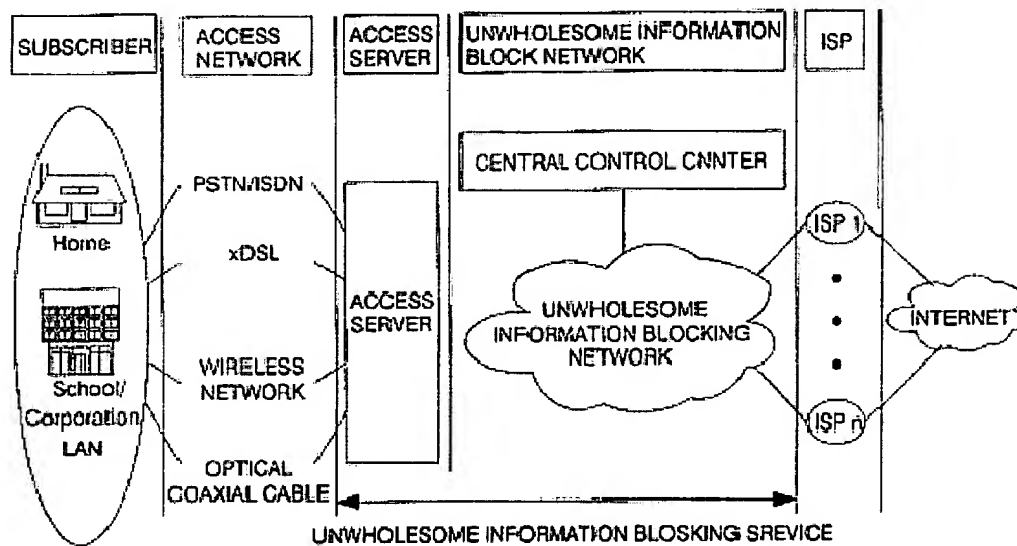 SUBSCRIBER
ACCESS
NETWORK
ACCESS
SERVER
UNWHOLESOME INFORMATION
BLOCK NETWORK
ISP
Home
School/
Corporation
LAN
PSTN/ISDN
xDSL
WIRELESS
NETWORK
OPTICAL
COAXIAL CABLE
ACCESS
SERVER
CENTRAL CONTROL CNNTER
UNWHOLESOME
INFORMATION BLOCKING
NETWORK
ISP 1
ISP n
INTERNET
UNWHOLESOME INFORMATION BLOSKING SREVICE